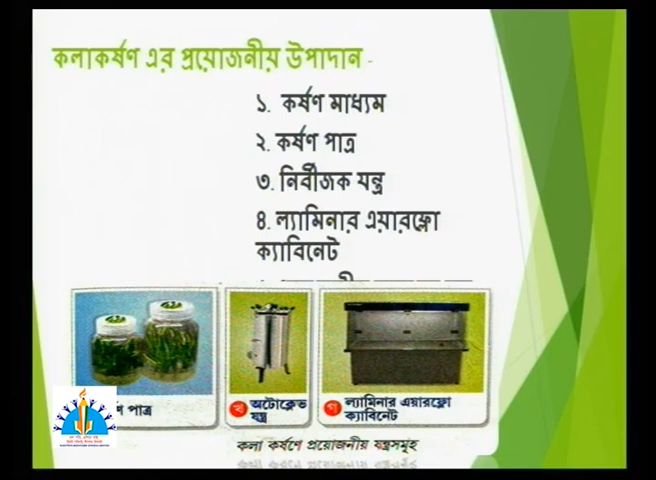 কলাকর্ষণ এর প্রয়োজনীয় উপাদান -
১. কর্ষণ মাধ্যম
২. কর্ষণ পাত্র
৩. নির্বীজক যন্ত্র
৪. ল্যামিনার এয়ারফ্লো
ক্যাবিনেট
পাত্র
খ অটোক্লেভ
যন্ত্র
গ ল্যামিনার এয়ারফ্লো
ক্যাবিনেট
কলা কর্ষণে প্রয়োজনীয় যন্ত্রসমূহ